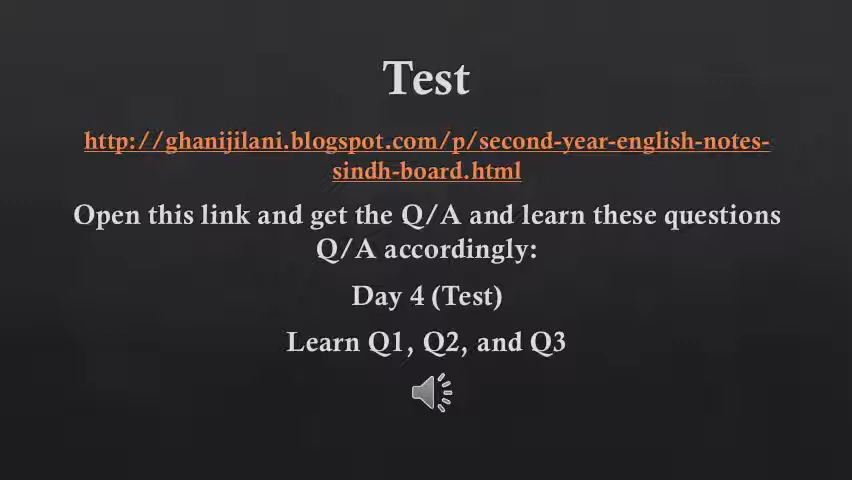 Test
http://ghanijilani.blogspot.com/p/second-year-english-notes-
sindh-board.html
Open this link and get the Q/A and learn these questions
Q/A accordingly:
Day 4 (Test)
Learn Q1, Q2, and Q3